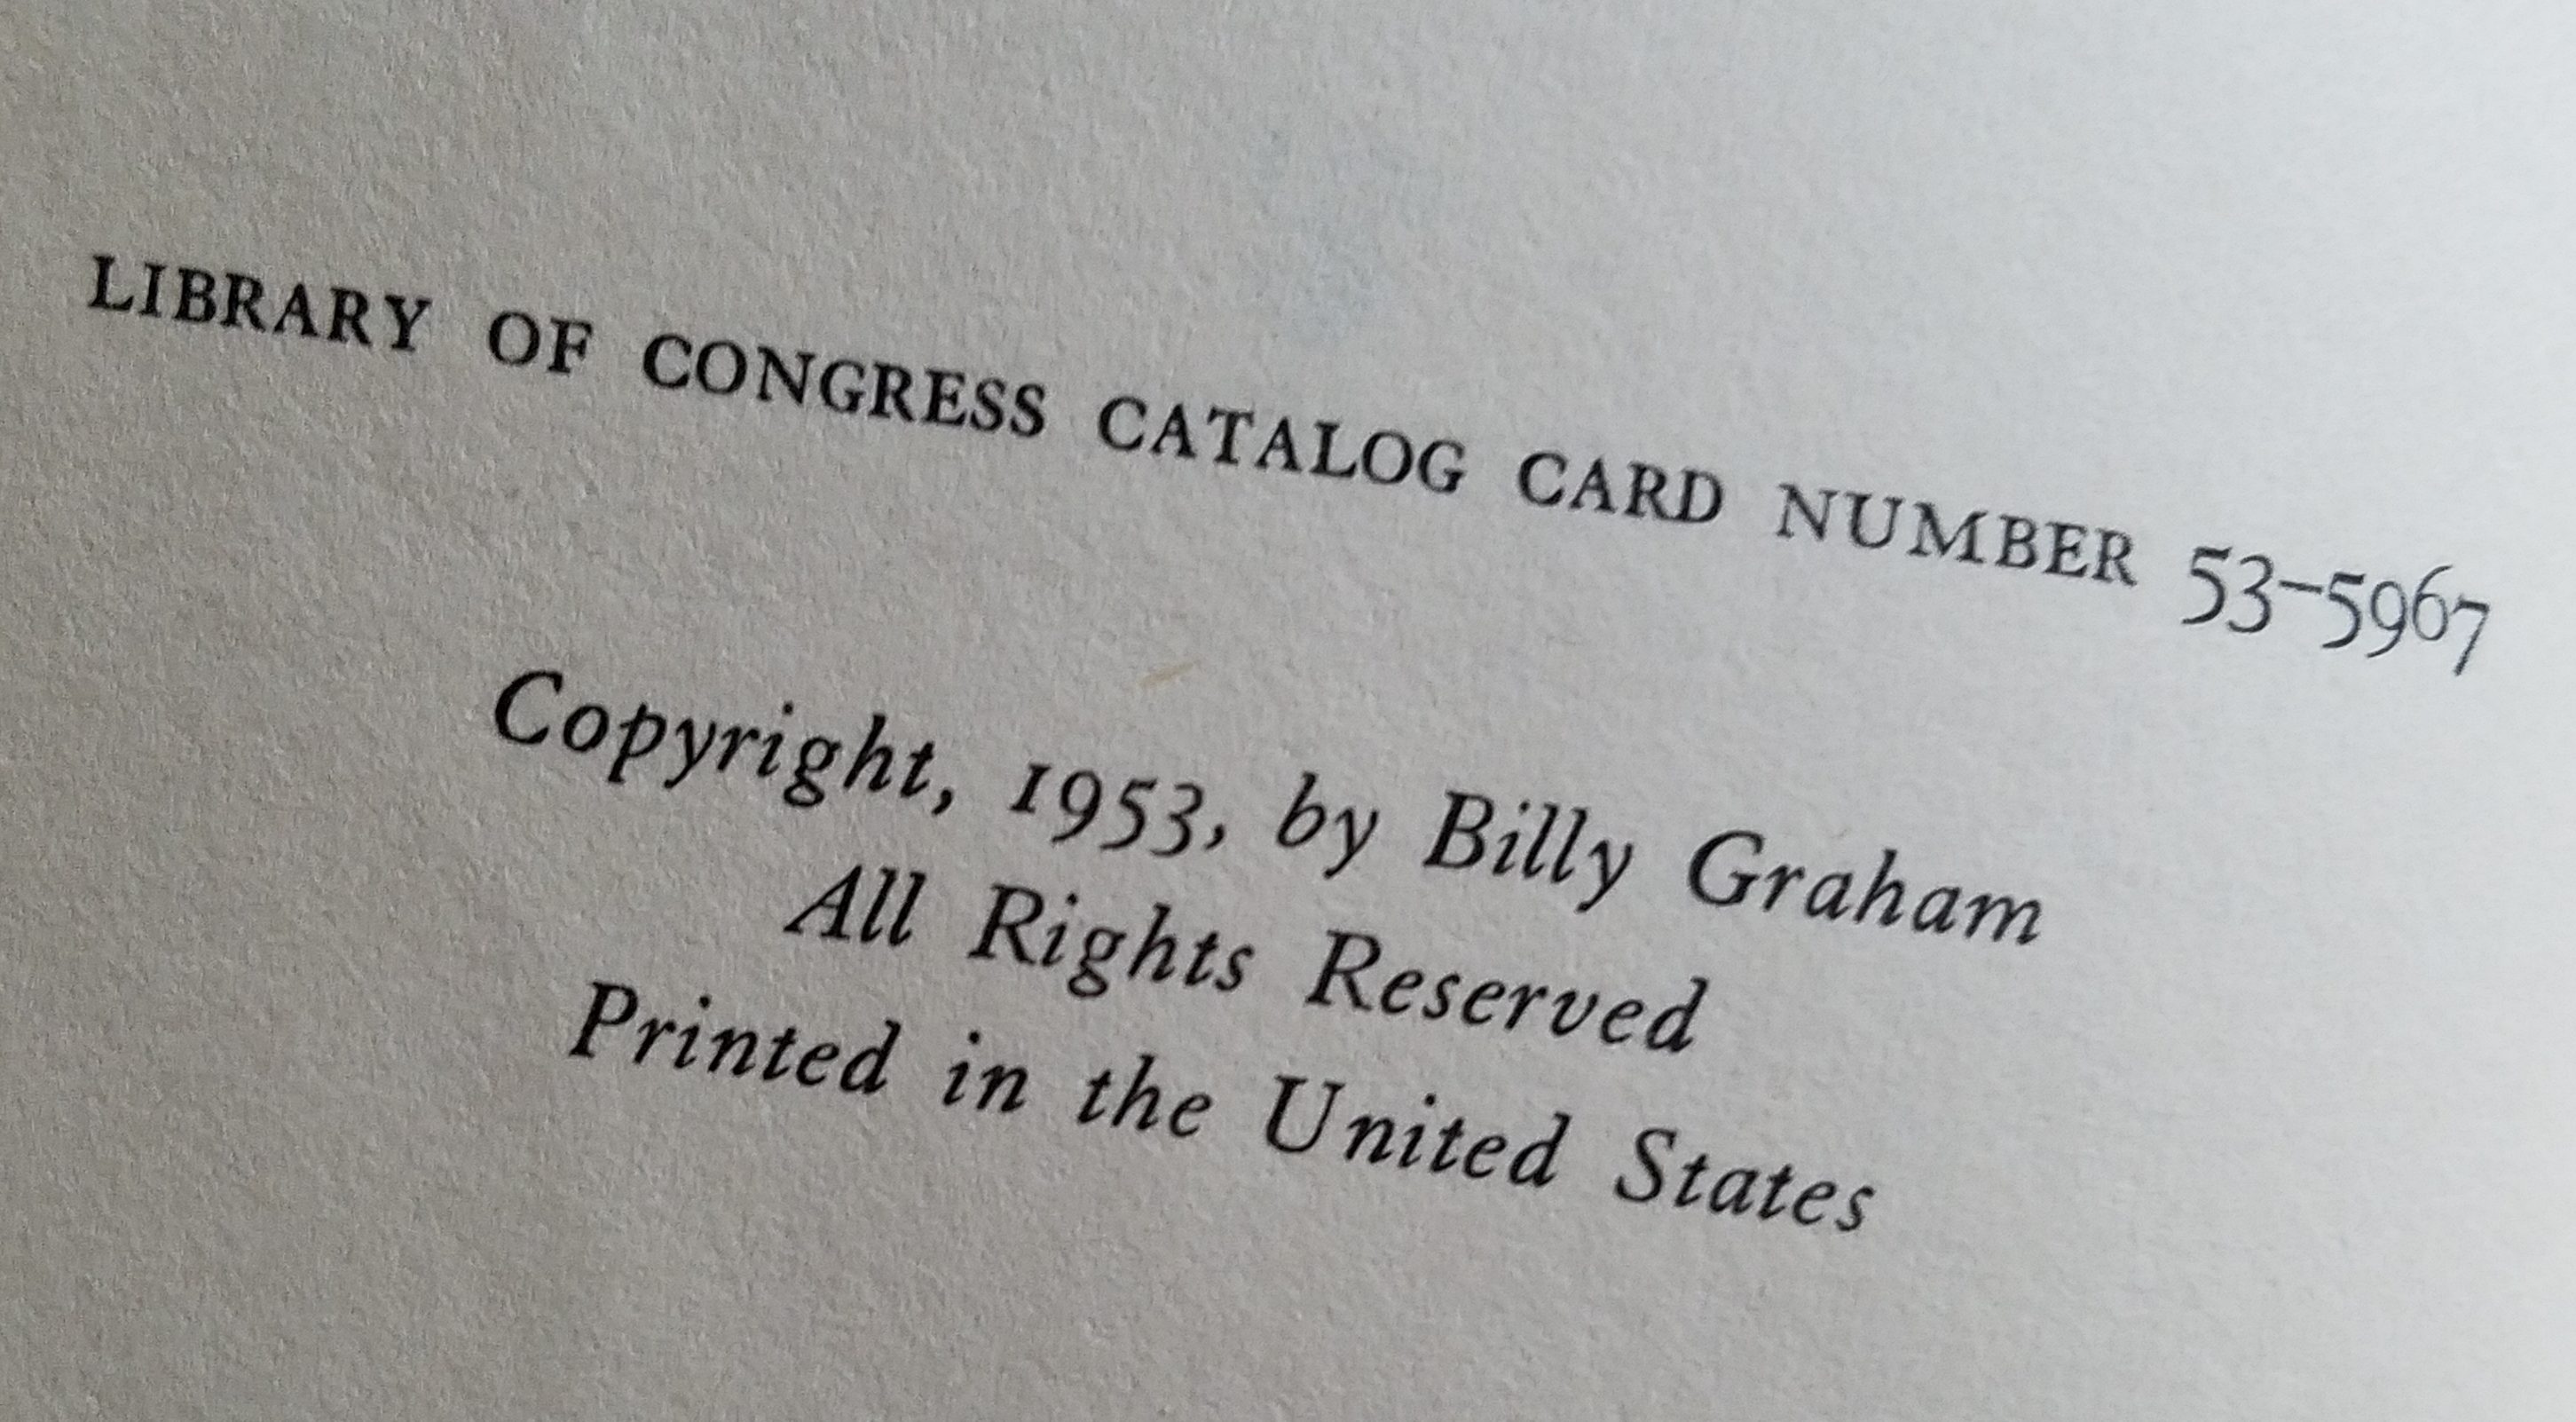 LIBRARY OF CONGRESS CATALOG CARD NUMBER 53–5967
Copyright, 1953, by Billy Graham
All Rights Reserved
Printed in the United States